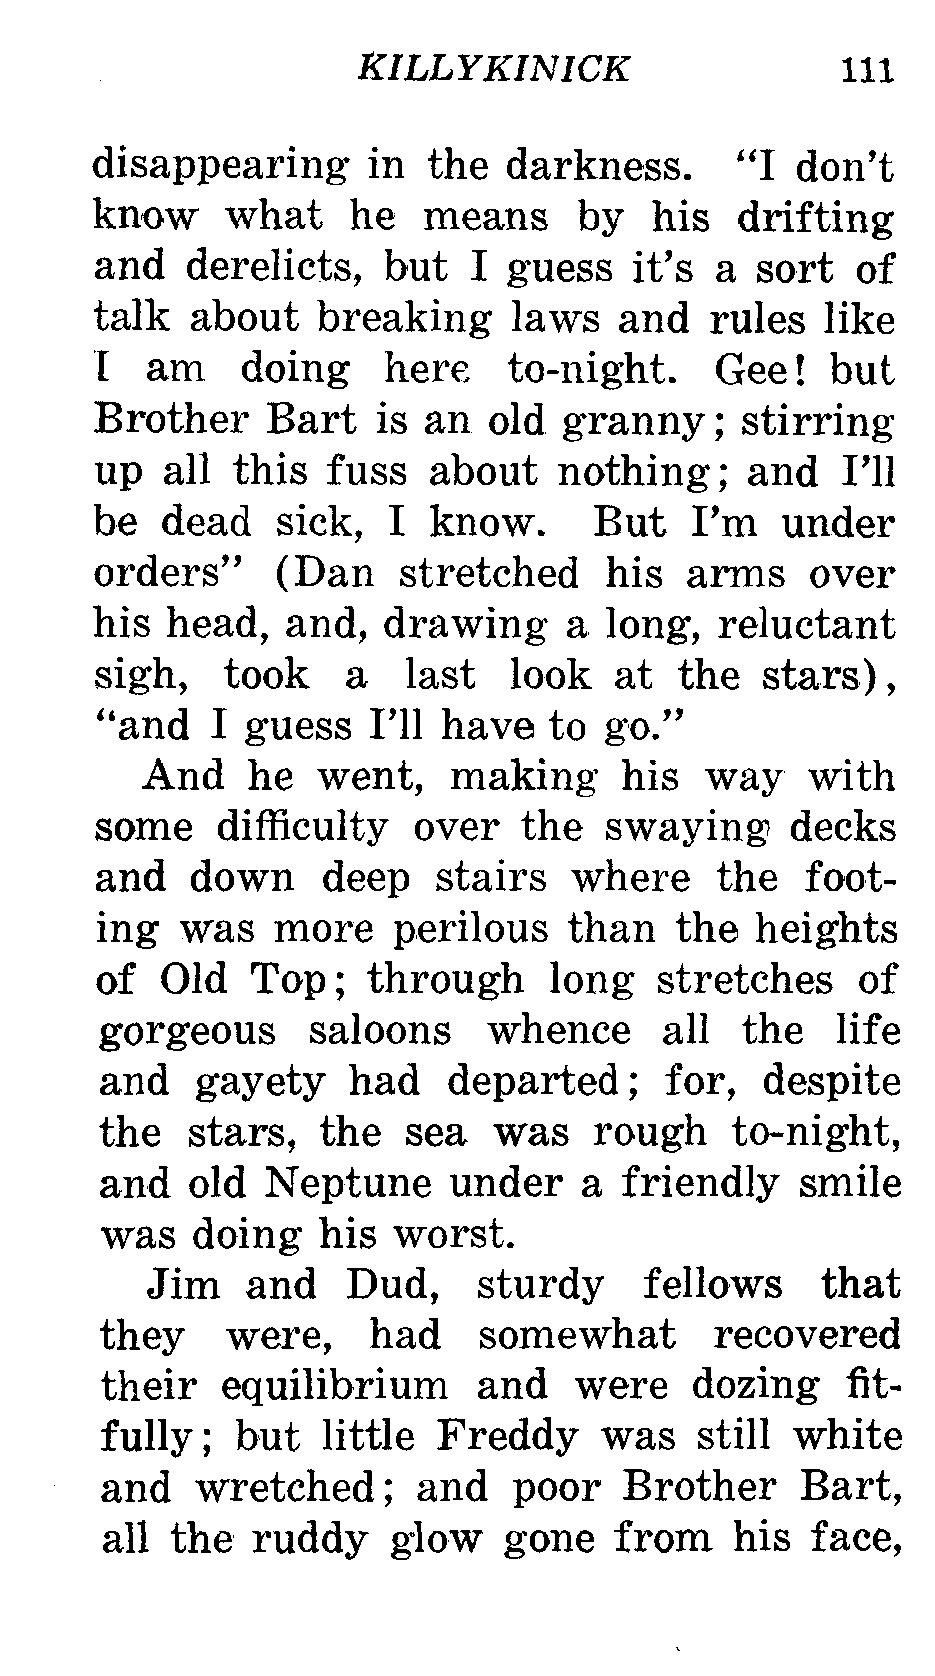 KILLYKINICK 111
disappearing in the darkness. "I don't
know what he means by his drifting
and derelicts, but I guess it's a sort of
talk about breaking laws and rules like
I am doing here to-night. Gee! but
Brother Bart is an old granny; stirring
up all this fuss about nothing; and I'll
be dead sick, I know. But I'm under
orders" (Dan stretched his arms over
his head, and, drawing a long, reluctant
sigh, took a last look at the stars),
"and I guess I'll have to go."
And he went, making his way with
some difficulty over the swaying decks
and down deep stairs where the foot-
ing was more perilous than the heights
of Old Top; through long stretches of
gorgeous saloons whence all the life
and gayety had departed; for, despite
the stars, the sea was rough to-night,
and old Neptune under a friendly smile
was doing his worst.
Jim and Dud, sturdy fellows that
they were, had somewhat recovered
their equilibrium and were dozing fit-
fully; but little Freddy was still white
and wretched; and poor Brother Bart,
all the ruddy glow gone from his face,